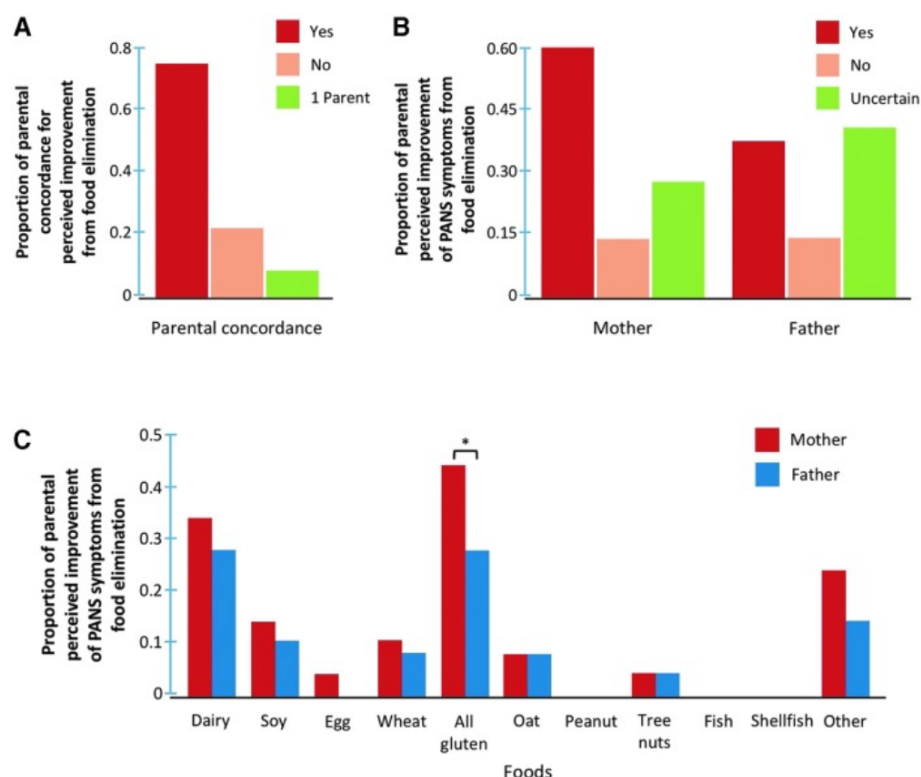 A
Proportion of parental
concordance for
perceived improvement
from food elimination
0.8
0.6
0.4
0.2
0
Yes
No
1 Parent
Parental concordance
B
Proportion of parental
perceived improvement
of PANS symptoms from
food elimination
0.60
0.45
0.30
0.15
0
Yes
No
Uncertain
Mother
Father
C
Proportion of parental
perceived improvement
of PANS symptoms from
food elimination
0.5
0.4
0.3
0.2
0.1
0
*
Mother
Father
Dairy
Soy
Egg
Wheat
All
gluten
Oat
Peanut
Tree
nuts
Fish
Shellfish
Other
Foods